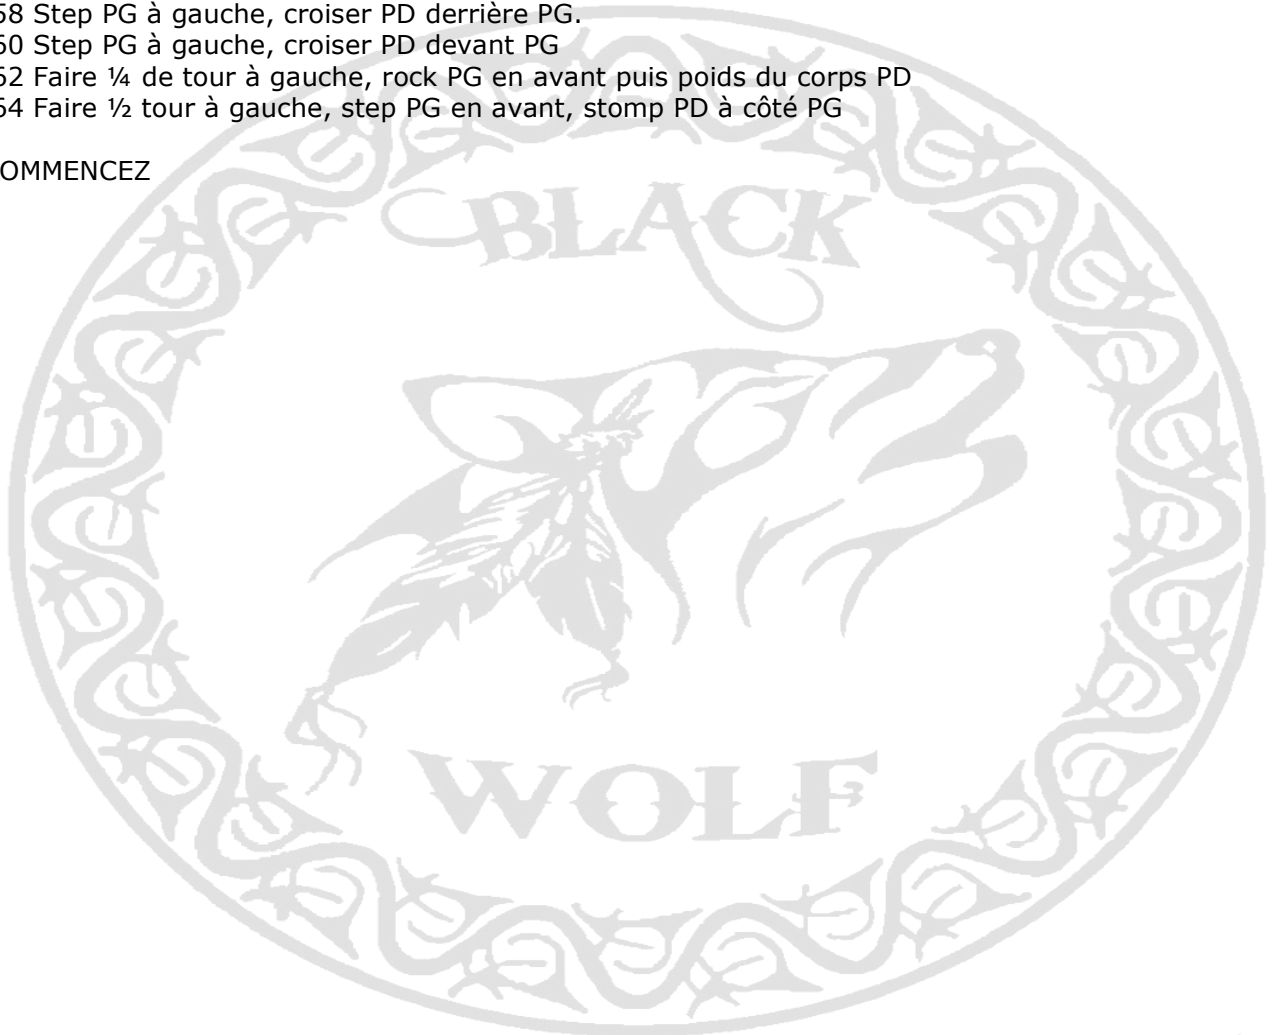 58 Step PG à gauche, croiser PD derrière PG.
60 Step PG à gauche, croiser PD devant PG
62 Faire ¼ de tour à gauche, rock PG en avant puis poids du corps PD
64 Faire ½ tour à gauche, step PG en avant, stomp PD à côté PG
OMMENCEZ
BLACK
WOLF